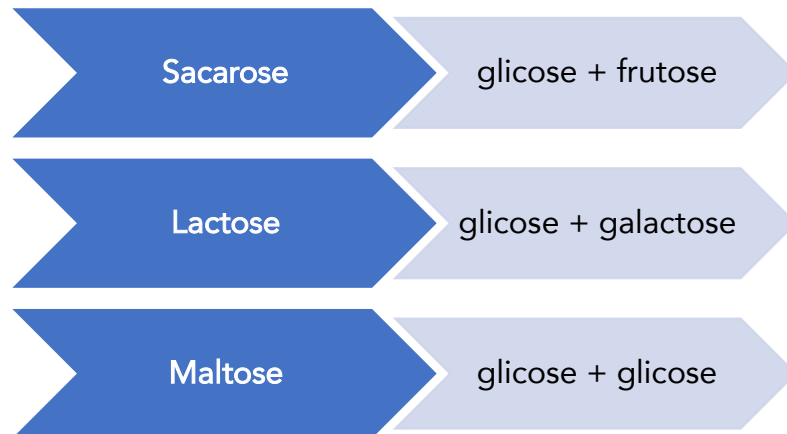 Sacarose
glicose + frutose
Lactose
glicose + galactose
Maltose
glicose + glicose